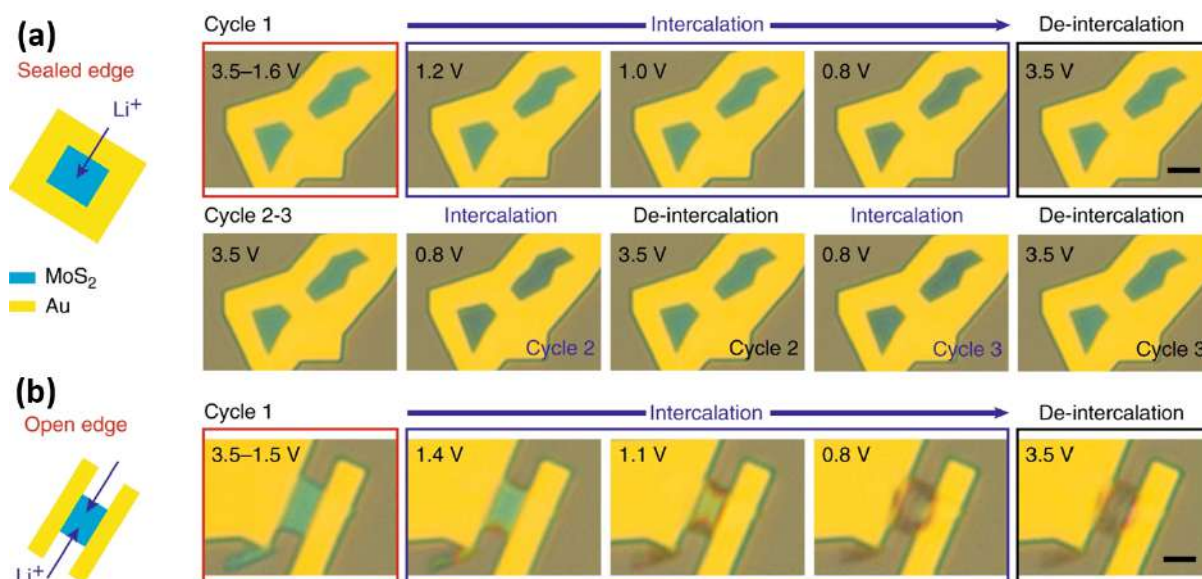 (a)
Sealed edge
Li+
MoS2
Au
Cycle 1
Intercalation
De-intercalation
3.5–1.6 V
1.2 V
1.0 V
0.8 V
3.5 V
Cycle 2-3
Intercalation
De-intercalation
Intercalation
De-intercalation
3.5 V
0.8 V
3.5 V
0.8 V
3.5 V
Cycle 2
Cycle 2
Cycle 3
Cycle 3
(b)
Open edge
Li+
Cycle 1
Intercalation
De-intercalation
3.5–1.5 V
1.4 V
1.1 V
0.8 V
3.5 V